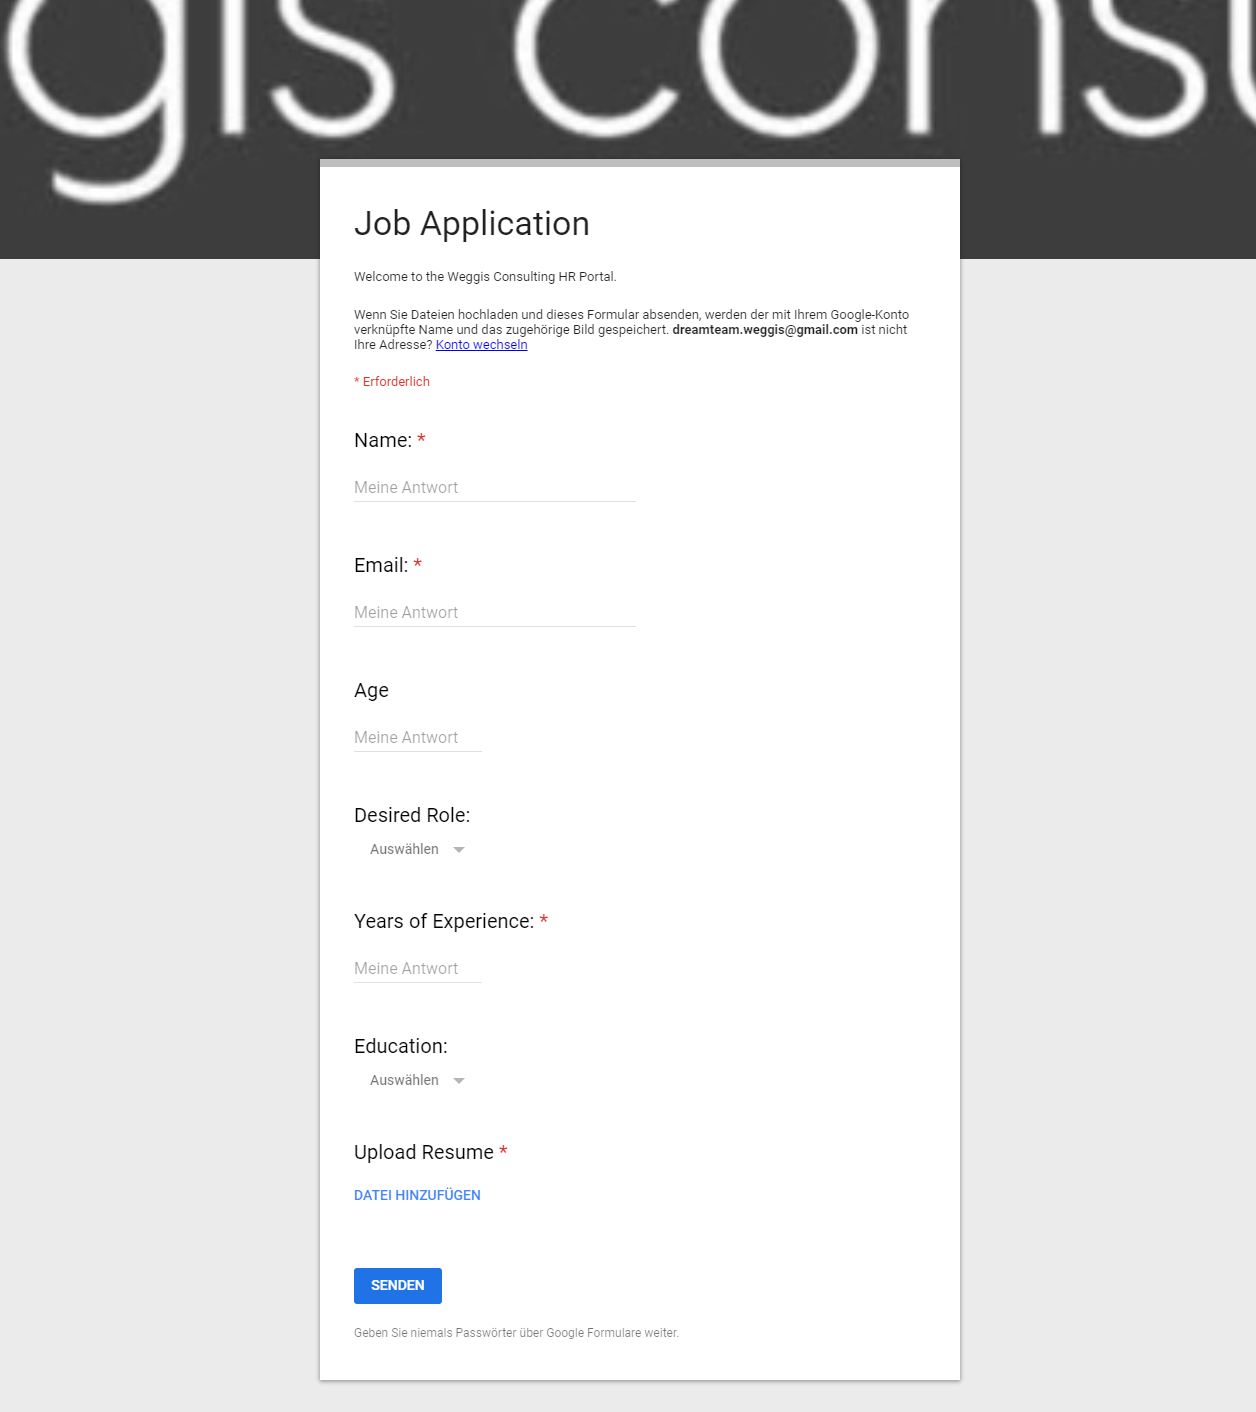 gis consu
Job Application
Welcome to the Weggis Consulting HR Portal.
Wenn Sie Dateien hochladen und dieses Formular absenden, werden der mit Ihrem Google-Konto
verknüpfte Name und das zugehörige Bild gespeichert. dreamteam.weggis@gmail.com ist nicht
Ihre Adresse? Konto wechseln
* Erforderlich
Name: *
Meine Antwort
Email: *
Meine Antwort
Age
Meine Antwort
Desired Role:
Auswählen
Years of Experience: *
Meine Antwort
Education:
Auswählen
Upload Resume *
DATEI HINZUFÜGEN
SENDEN
Geben Sie niemals Passwörter über Google Formulare weiter.